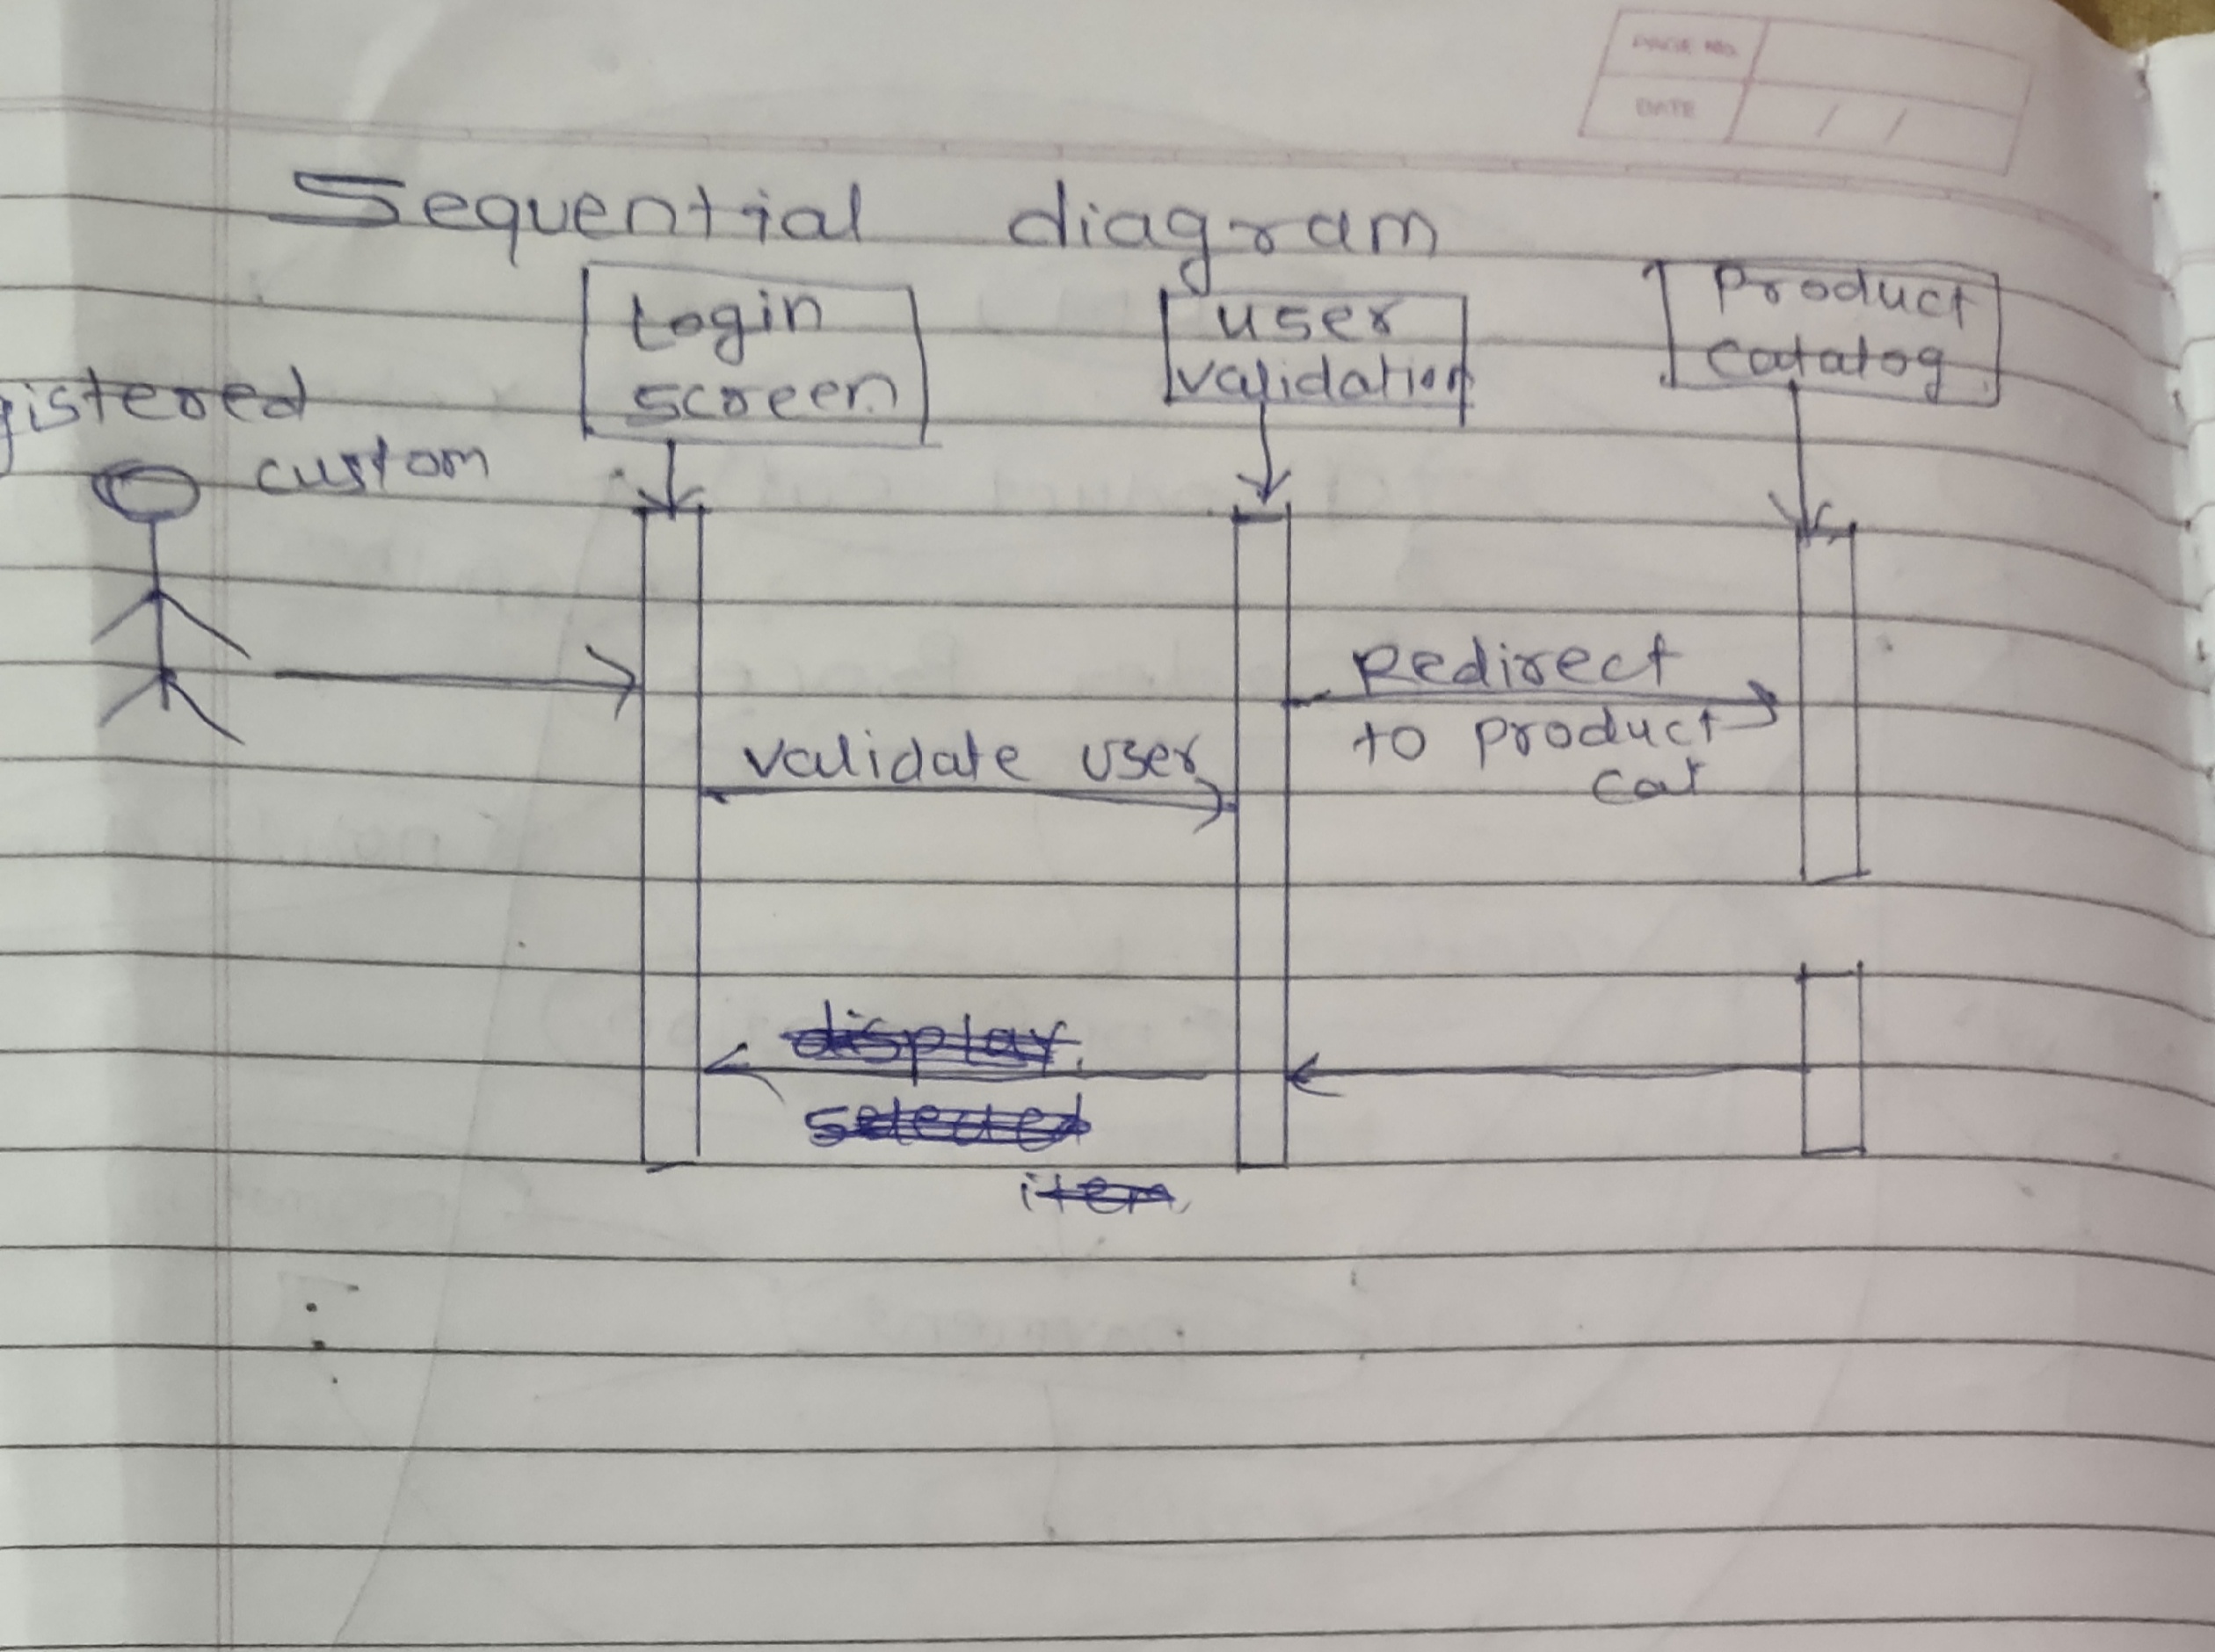 PAGE NO.
DATE / /
Sequential diagram
Login
screen
user
validation
Product
catalog
gistered
custom
Redirect
to product
cat
validate user
display
selected
item